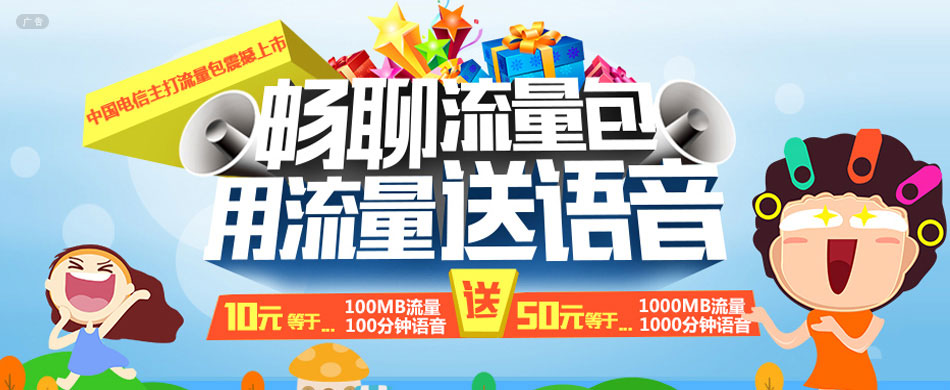 广告
中国电信主打流量包震撼上市
畅聊流量包
用流量送语音
10元等于...
100MB流量
100分钟语音
送
50元等于...
1000MB流量
1000分钟语音